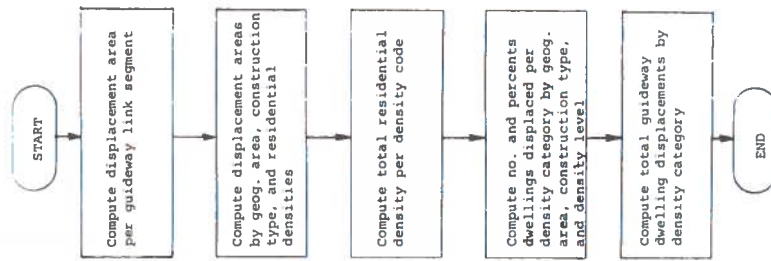 START
Compute displacement area
per guideway link segment
Compute displacement areas
by geog. area, construction
type, and residential
densities
Compute total residential
density per density code
Compute no. and percents
dwellings displaced per
density category by geog.
area, construction type,
and density level
Compute total guideway
dwelling displacements by
density category
END